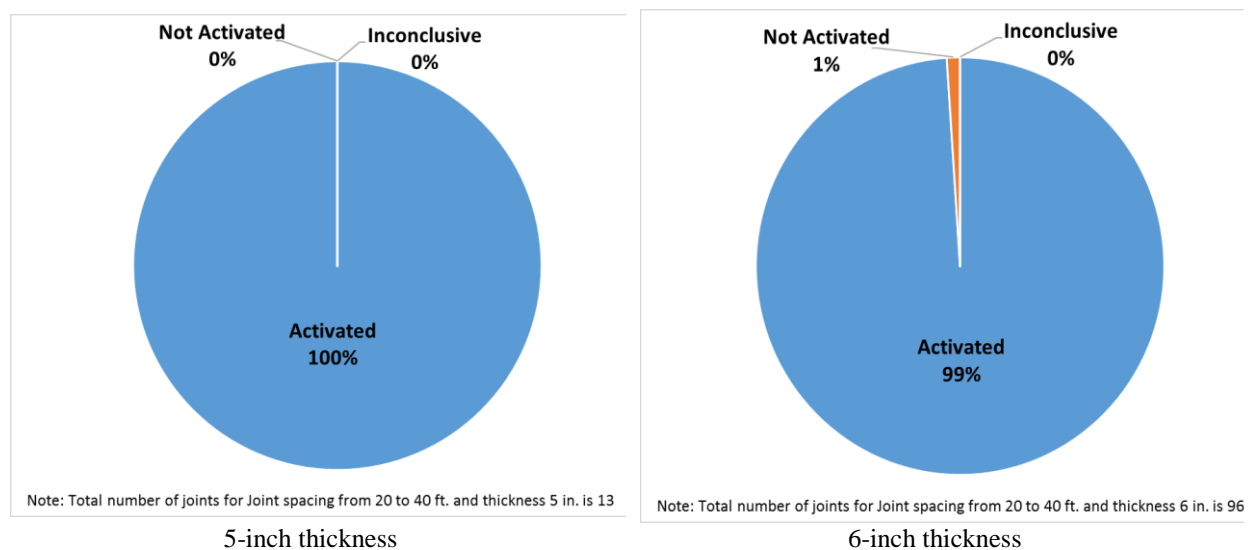 Not Activated
0%
Inconclusive
0%
Activated
100%
Note: Total number of joints for Joint spacing from 20 to 40 ft. and thickness 5 in. is 13
5-inch thickness
Not Activated
1%
Inconclusive
0%
Activated
99%
Note: Total number of joints for Joint spacing from 20 to 40 ft. and thickness 6 in. is 96
6-inch thickness